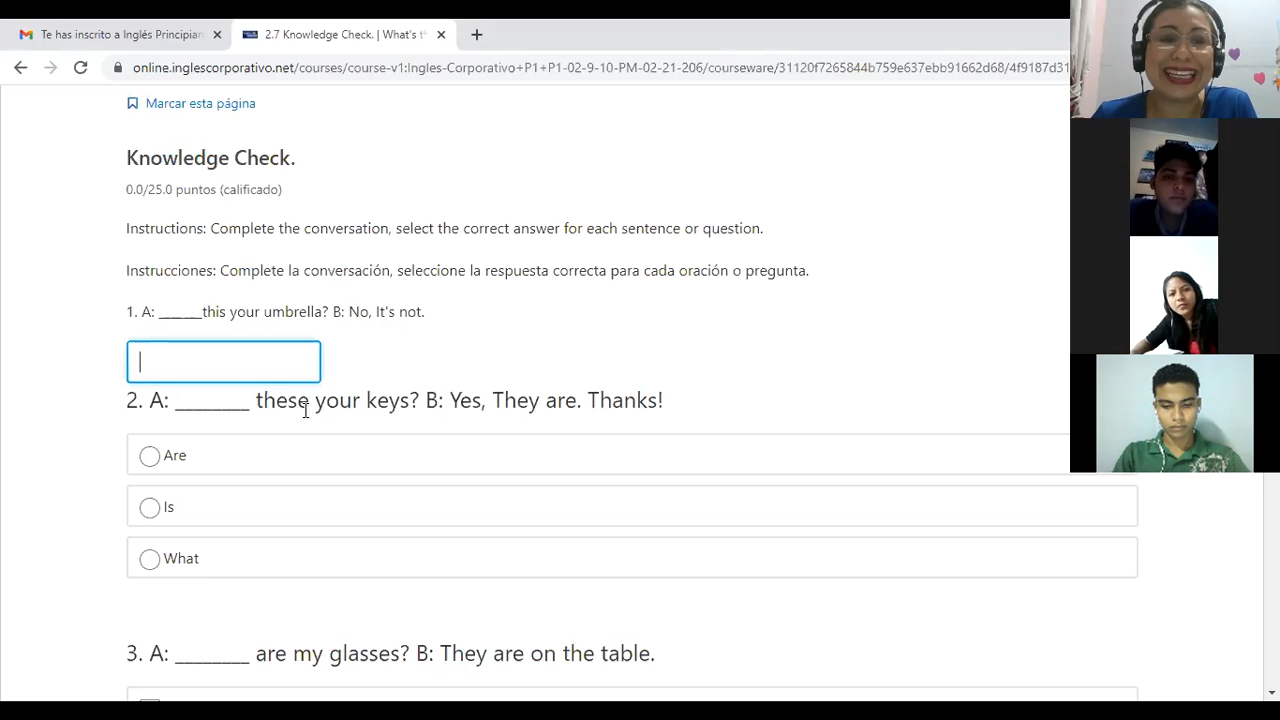 Te has inscrito a Inglés Principian
2.7 Knowledge Check. | What's t
online.inglescorporativo.net/courses/course-v1:Ingles-Corporativo+P1+P1-02-9-10-PM-02-21-206/courseware/31120f7265844b759e637ebb91662d68/4f9187d31
Marcar esta página
Knowledge Check.
0.0/25.0 puntos (calificado)
Instructions: Complete the conversation, select the correct answer for each sentence or question.
Instrucciones: Complete la conversación, seleccione la respuesta correcta para cada oración o pregunta.
1. A: _______this your umbrella? B: No, It's not.
2. A: ________ these your keys? B: Yes, They are. Thanks!
Are
Is
What
3. A: ________ are my glasses? B: They are on the table.